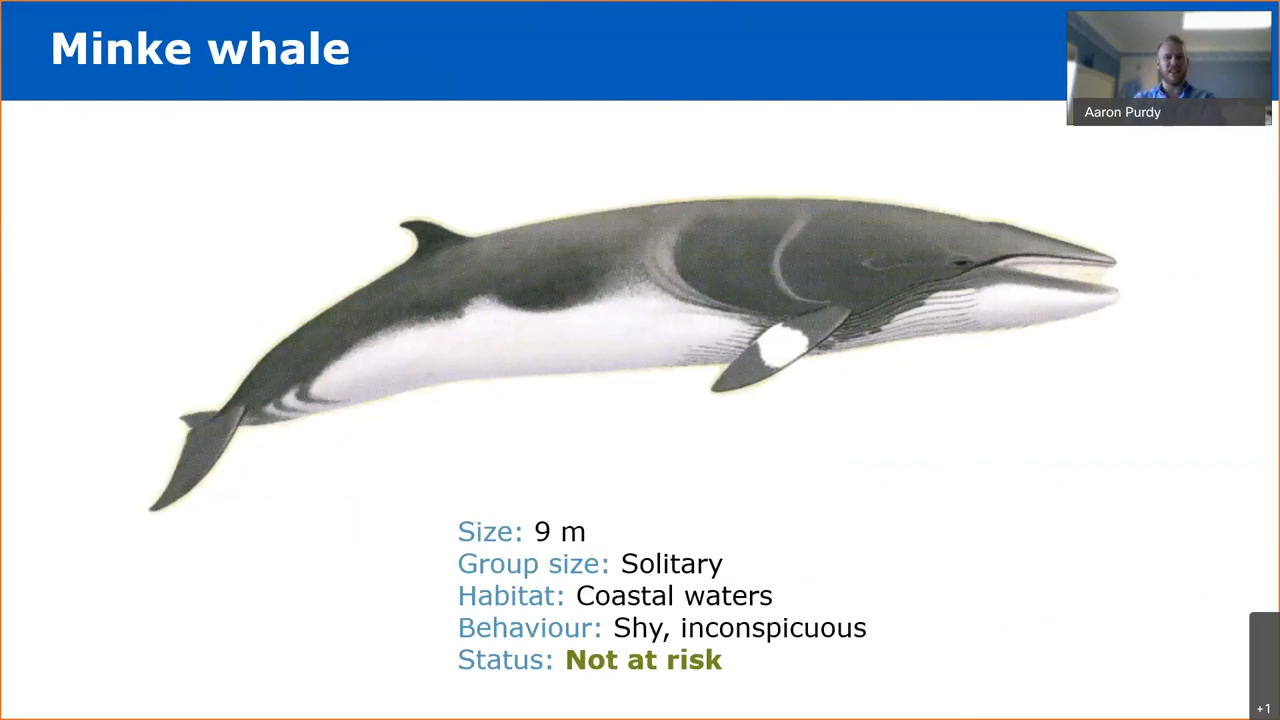 Minke whale
Aaron Purdy
Size: 9 m
Group size: Solitary
Habitat: Coastal waters
Behaviour: Shy, inconspicuous
Status: Not at risk
+1